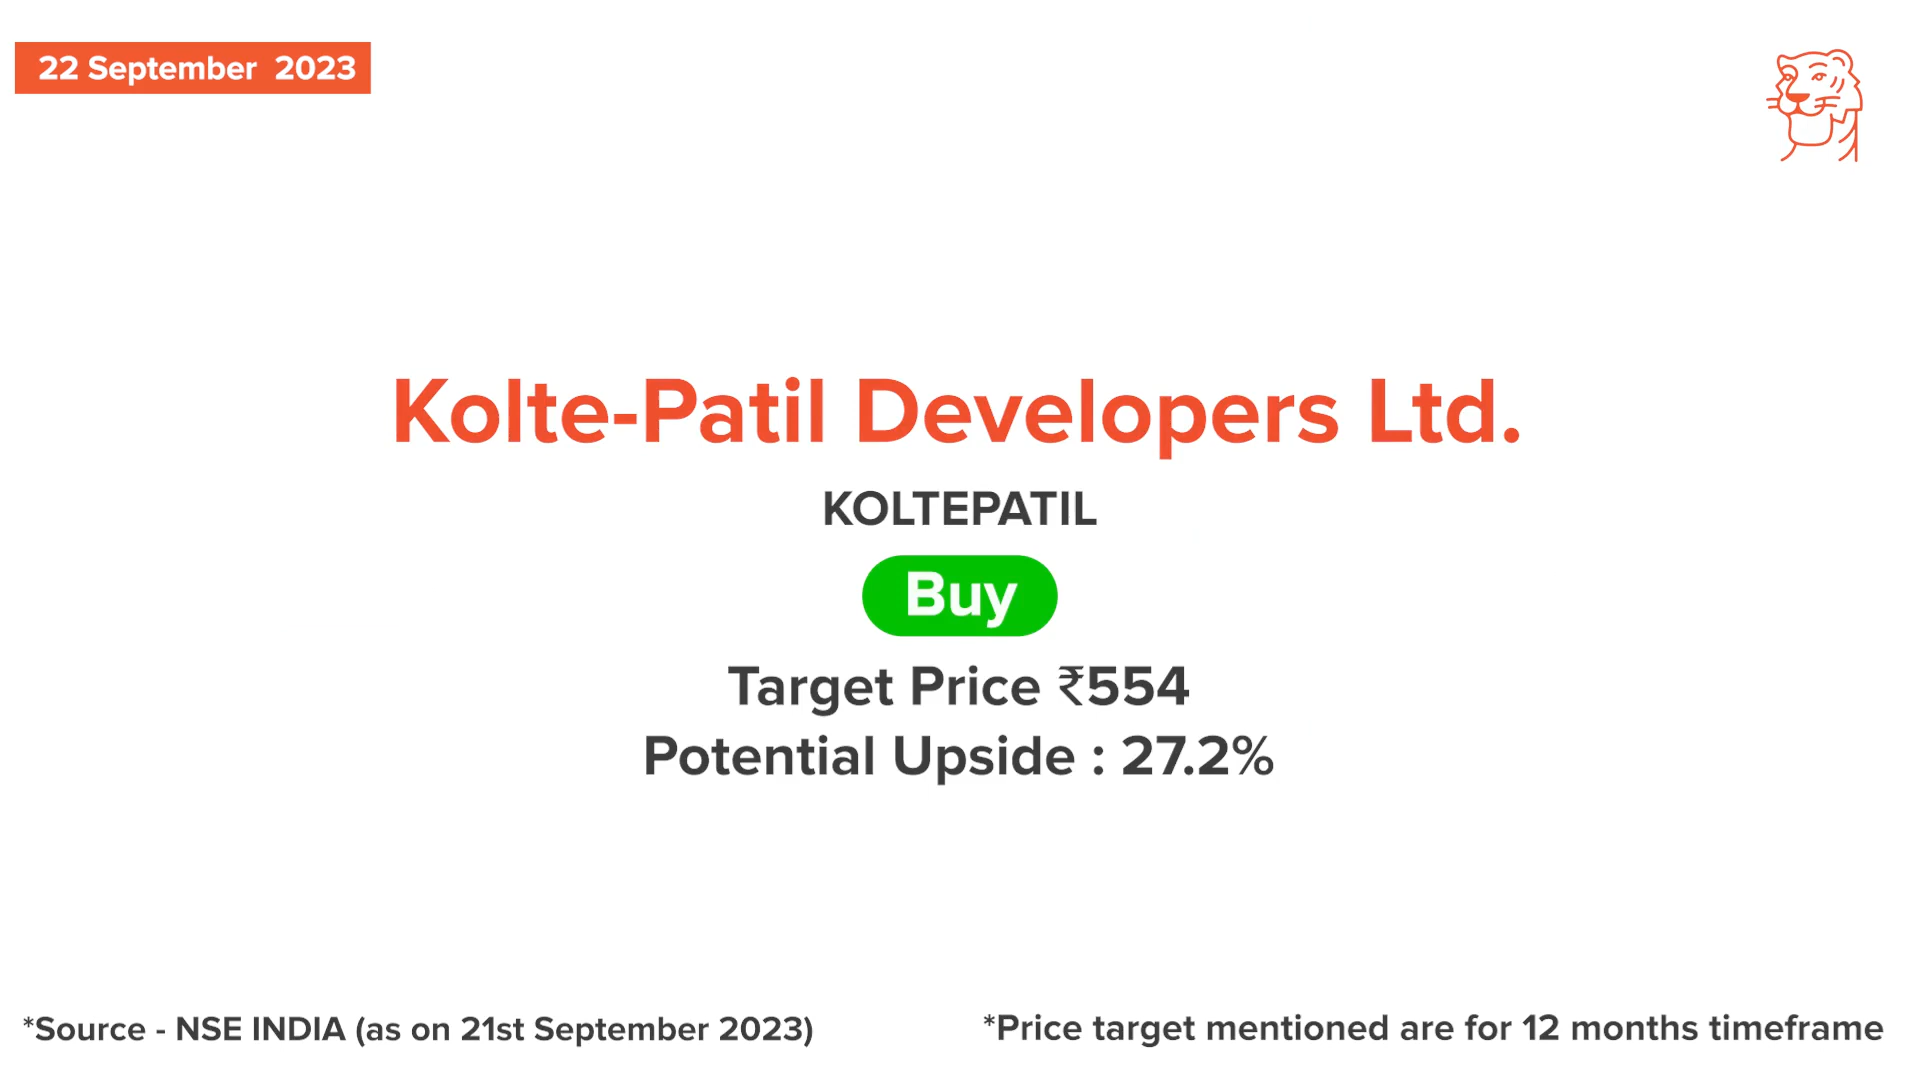 22 September 2023
Kolte-Patil Developers Ltd.
KOLTEPATIL
Buy
Target Price ₹554
Potential Upside : 27.2%
*Source - NSE INDIA (as on 21st September 2023)
*Price target mentioned are for 12 months timeframe